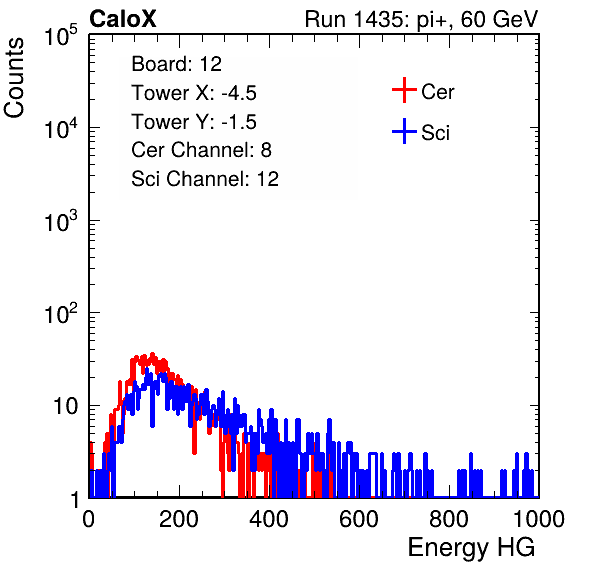 CaloX Run 1435: pi+, 60 GeV
Counts
Board: 12
Tower X: -4.5
Tower Y: -1.5
Cer Channel: 8
Sci Channel: 12
Cer
Sci
10^5
10^4
10^3
10^2
10
1
0 200 400 600 800 1000
Energy HG